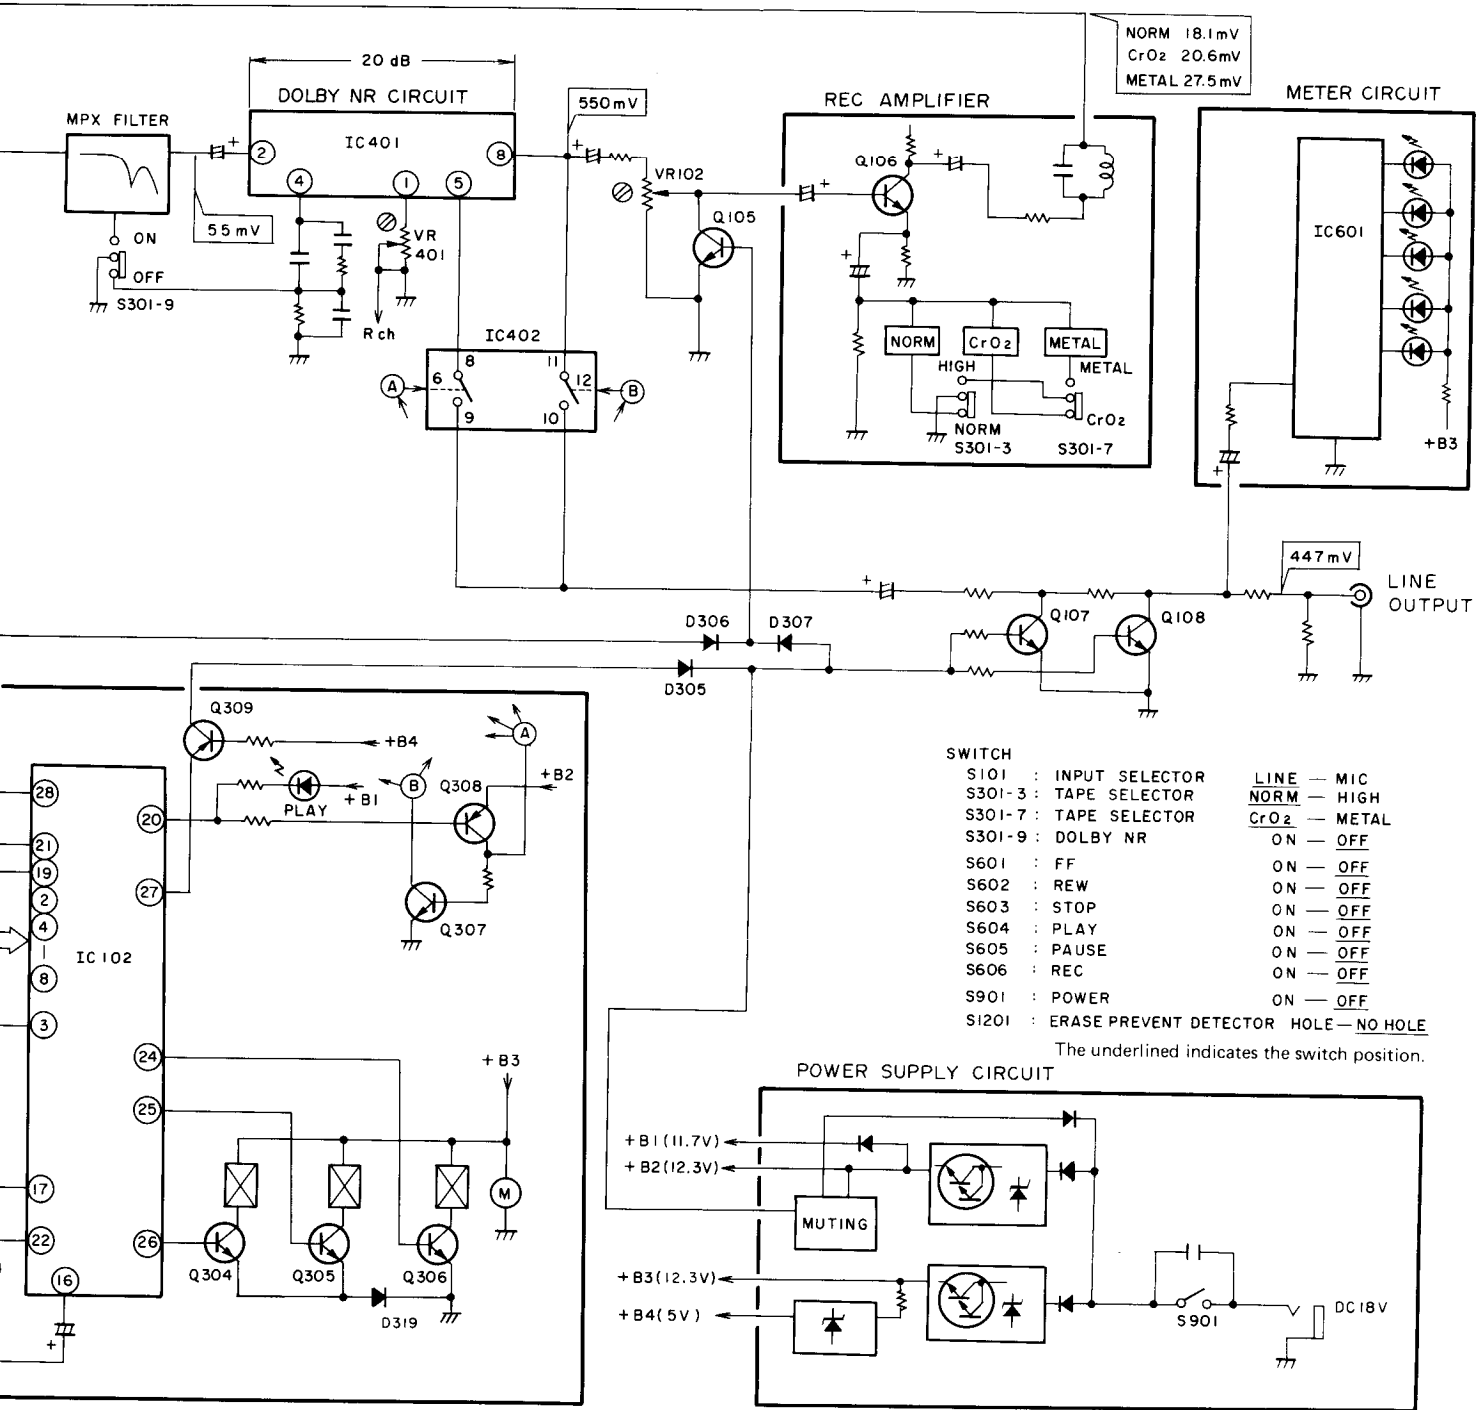 NORM 18.1mV
CrO2 20.6mV
METAL 27.5mV
20 dB
DOLBY NR CIRCUIT
MPX FILTER
IC401
2
8
4
1
5
+
550mV
+
55mV
ON
OFF
S301-9
VR
401
R ch
VR102
Q105
IC402
8
11
6
12
9
10
A
B
REC AMPLIFIER
Q106
+
+
+
NORM
CrO2
METAL
HIGH
METAL
NORM
CrO2
S301-3
S301-7
METER CIRCUIT
IC601
+B3
+
447mV
LINE
OUTPUT
+
Q107
Q108
D306
D307
D305
Q309
+B4
A
B
Q308
+B2
PLAY
+B1
Q307
IC102
28
21
19
2
4
8
3
17
22
16
20
27
24
25
26
+B3
M
Q304
Q305
Q306
D319
+
SWITCH
S101 : INPUT SELECTOR LINE — MIC
S301-3 : TAPE SELECTOR NORM — HIGH
S301-7 : TAPE SELECTOR CrO2 — METAL
S301-9 : DOLBY NR ON — OFF
S601 : FF ON — OFF
S602 : REW ON — OFF
S603 : STOP ON — OFF
S604 : PLAY ON — OFF
S605 : PAUSE ON — OFF
S606 : REC ON — OFF
S901 : POWER ON — OFF
S1201 : ERASE PREVENT DETECTOR HOLE — NO HOLE
The underlined indicates the switch position.
POWER SUPPLY CIRCUIT
+B1(11.7V)
+B2(12.3V)
MUTING
+B3(12.3V)
+B4(5V)
S901
DC18V